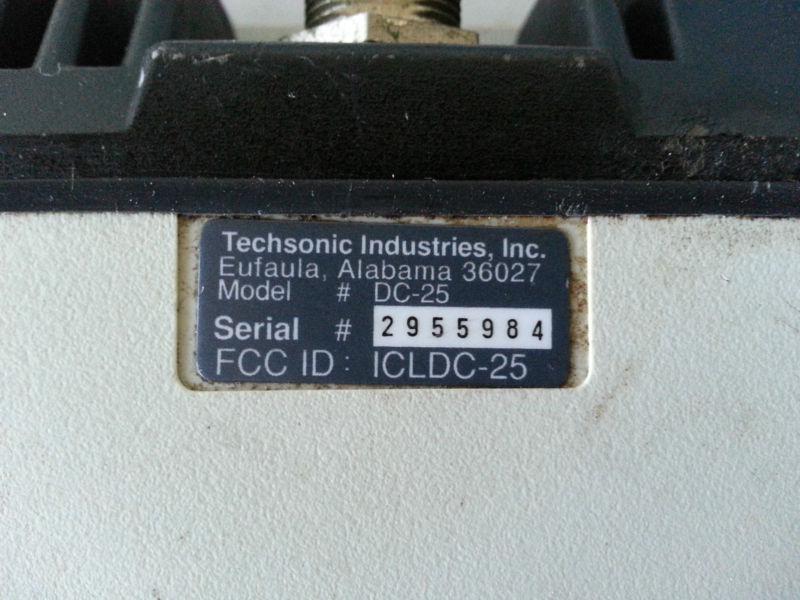 Techsonic Industries, Inc.
Eufaula, Alabama 36027
Model # DC-25
Serial # 2955984
FCC ID : ICLDC-25